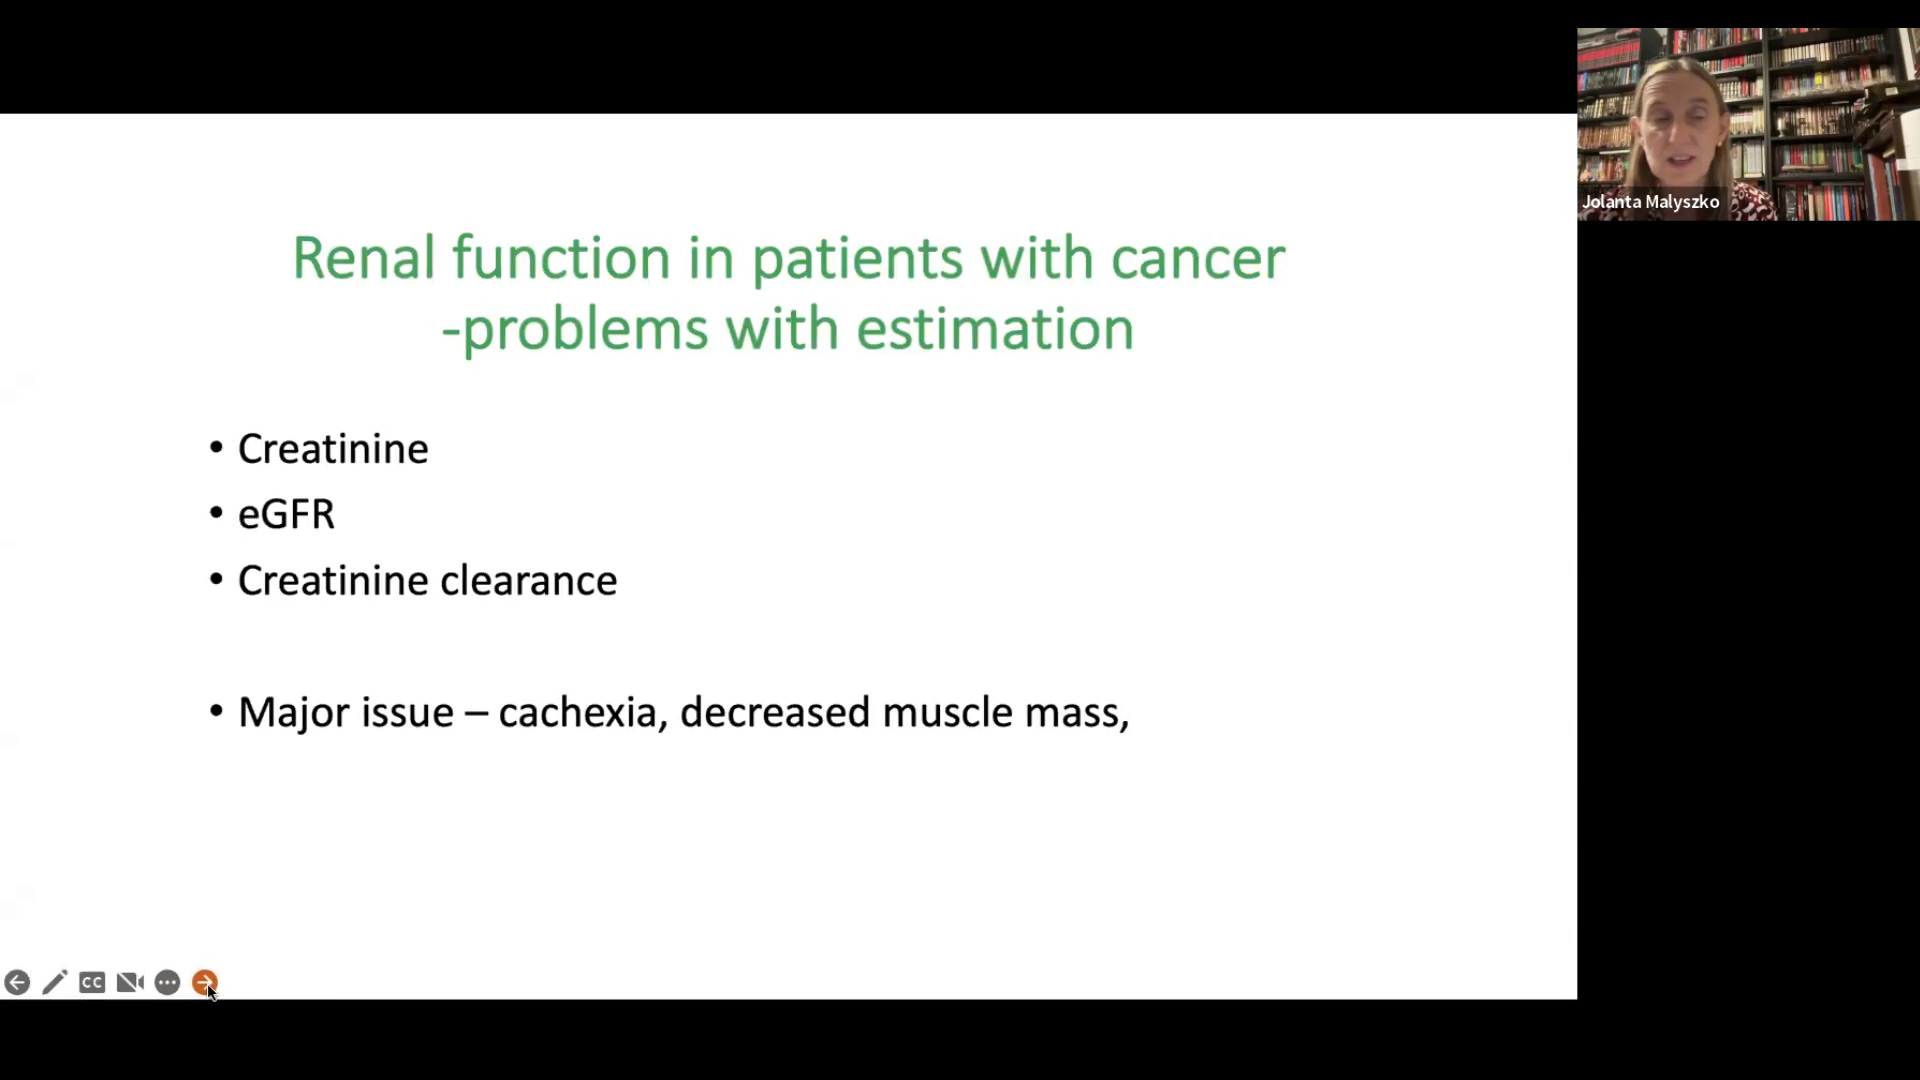 Jolanta Malyszko
Renal function in patients with cancer
-problems with estimation
• Creatinine
• eGFR
• Creatinine clearance
• Major issue – cachexia, decreased muscle mass,
CC